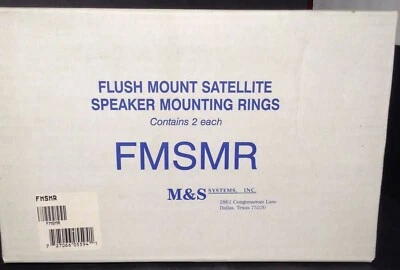 FLUSH MOUNT SATELLITE
SPEAKER MOUNTING RINGS
Contains 2 each
FMSMR
M&S SYSTEMS, INC.
2861 Congressman Lane
Dallas, Texas 75220
FMSMR
FMSMR